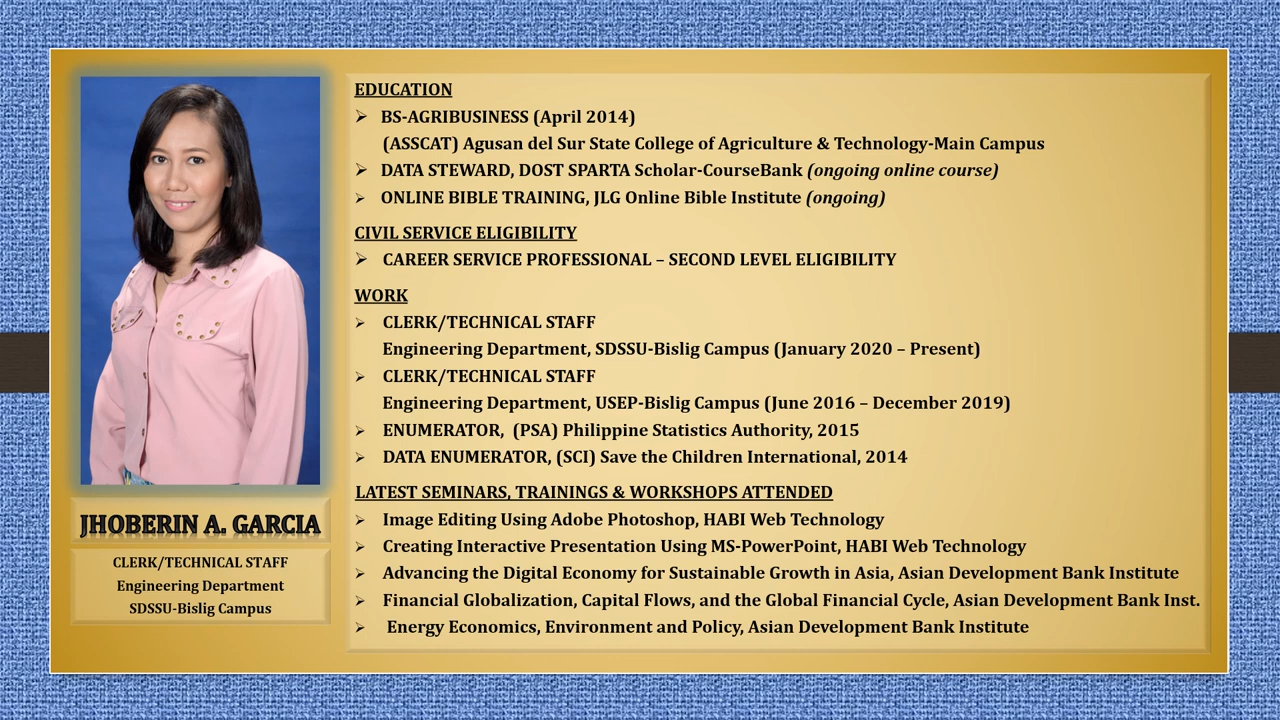 JHOBERIN A. GARCIA
CLERK/TECHNICAL STAFF
Engineering Department
SDSSU-Bislig Campus
EDUCATION
➢ BS-AGRIBUSINESS (April 2014)
(ASSCAT) Agusan del Sur State College of Agriculture & Technology-Main Campus
➢ DATA STEWARD, DOST SPARTA Scholar-CourseBank (ongoing online course)
➢ ONLINE BIBLE TRAINING, JLG Online Bible Institute (ongoing)
CIVIL SERVICE ELIGIBILITY
➢ CAREER SERVICE PROFESSIONAL – SECOND LEVEL ELIGIBILITY
WORK
➢ CLERK/TECHNICAL STAFF
Engineering Department, SDSSU-Bislig Campus (January 2020 – Present)
➢ CLERK/TECHNICAL STAFF
Engineering Department, USEP-Bislig Campus (June 2016 – December 2019)
➢ ENUMERATOR, (PSA) Philippine Statistics Authority, 2015
➢ DATA ENUMERATOR, (SCI) Save the Children International, 2014
LATEST SEMINARS, TRAININGS & WORKSHOPS ATTENDED
➢ Image Editing Using Adobe Photoshop, HABI Web Technology
➢ Creating Interactive Presentation Using MS-PowerPoint, HABI Web Technology
➢ Advancing the Digital Economy for Sustainable Growth in Asia, Asian Development Bank Institute
➢ Financial Globalization, Capital Flows, and the Global Financial Cycle, Asian Development Bank Inst.
➢ Energy Economics, Environment and Policy, Asian Development Bank Institute